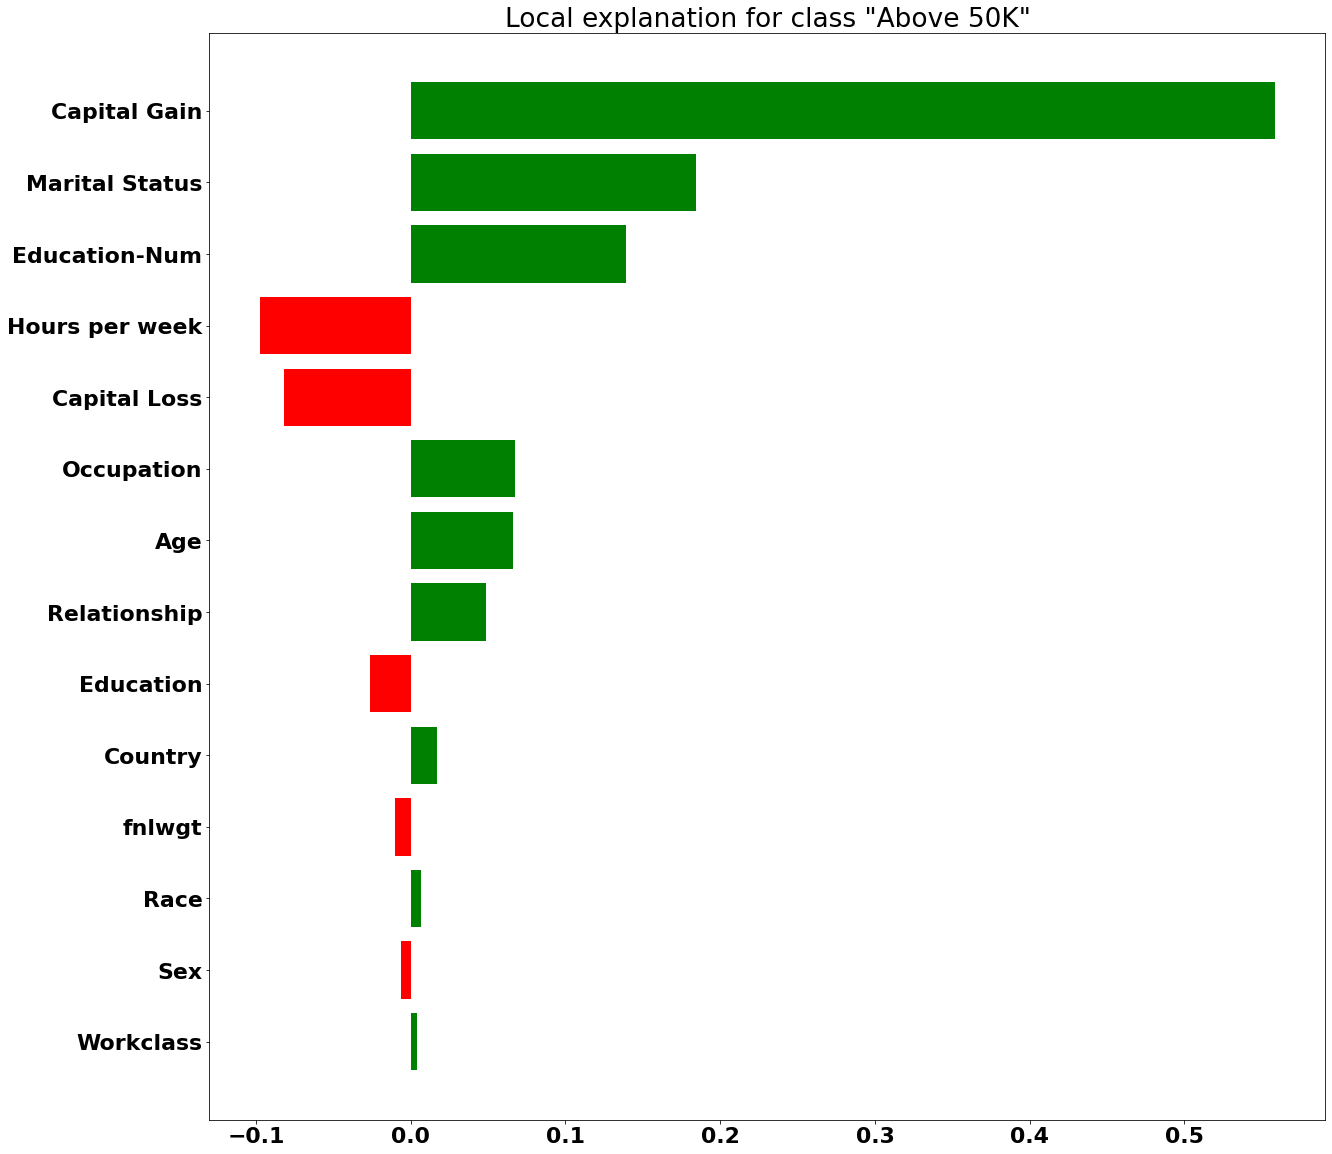 Local explanation for class "Above 50K"
Capital Gain
Marital Status
Education-Num
Hours per week
Capital Loss
Occupation
Age
Relationship
Education
Country
fnlwgt
Race
Sex
Workclass
−0.1 0.0 0.1 0.2 0.3 0.4 0.5